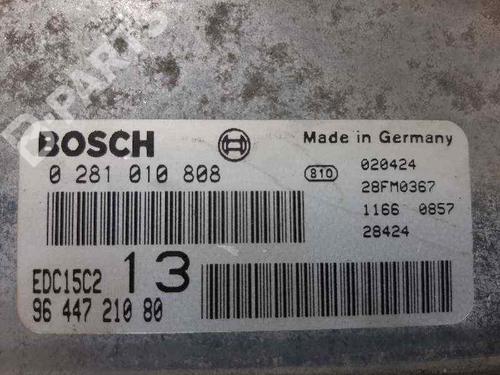 B-PARTS
BOSCH
Made in Germany
0 281 010 808
810
020424
28FM0367
1166 0857
28424
EDC15C2
13
96 447 210 80